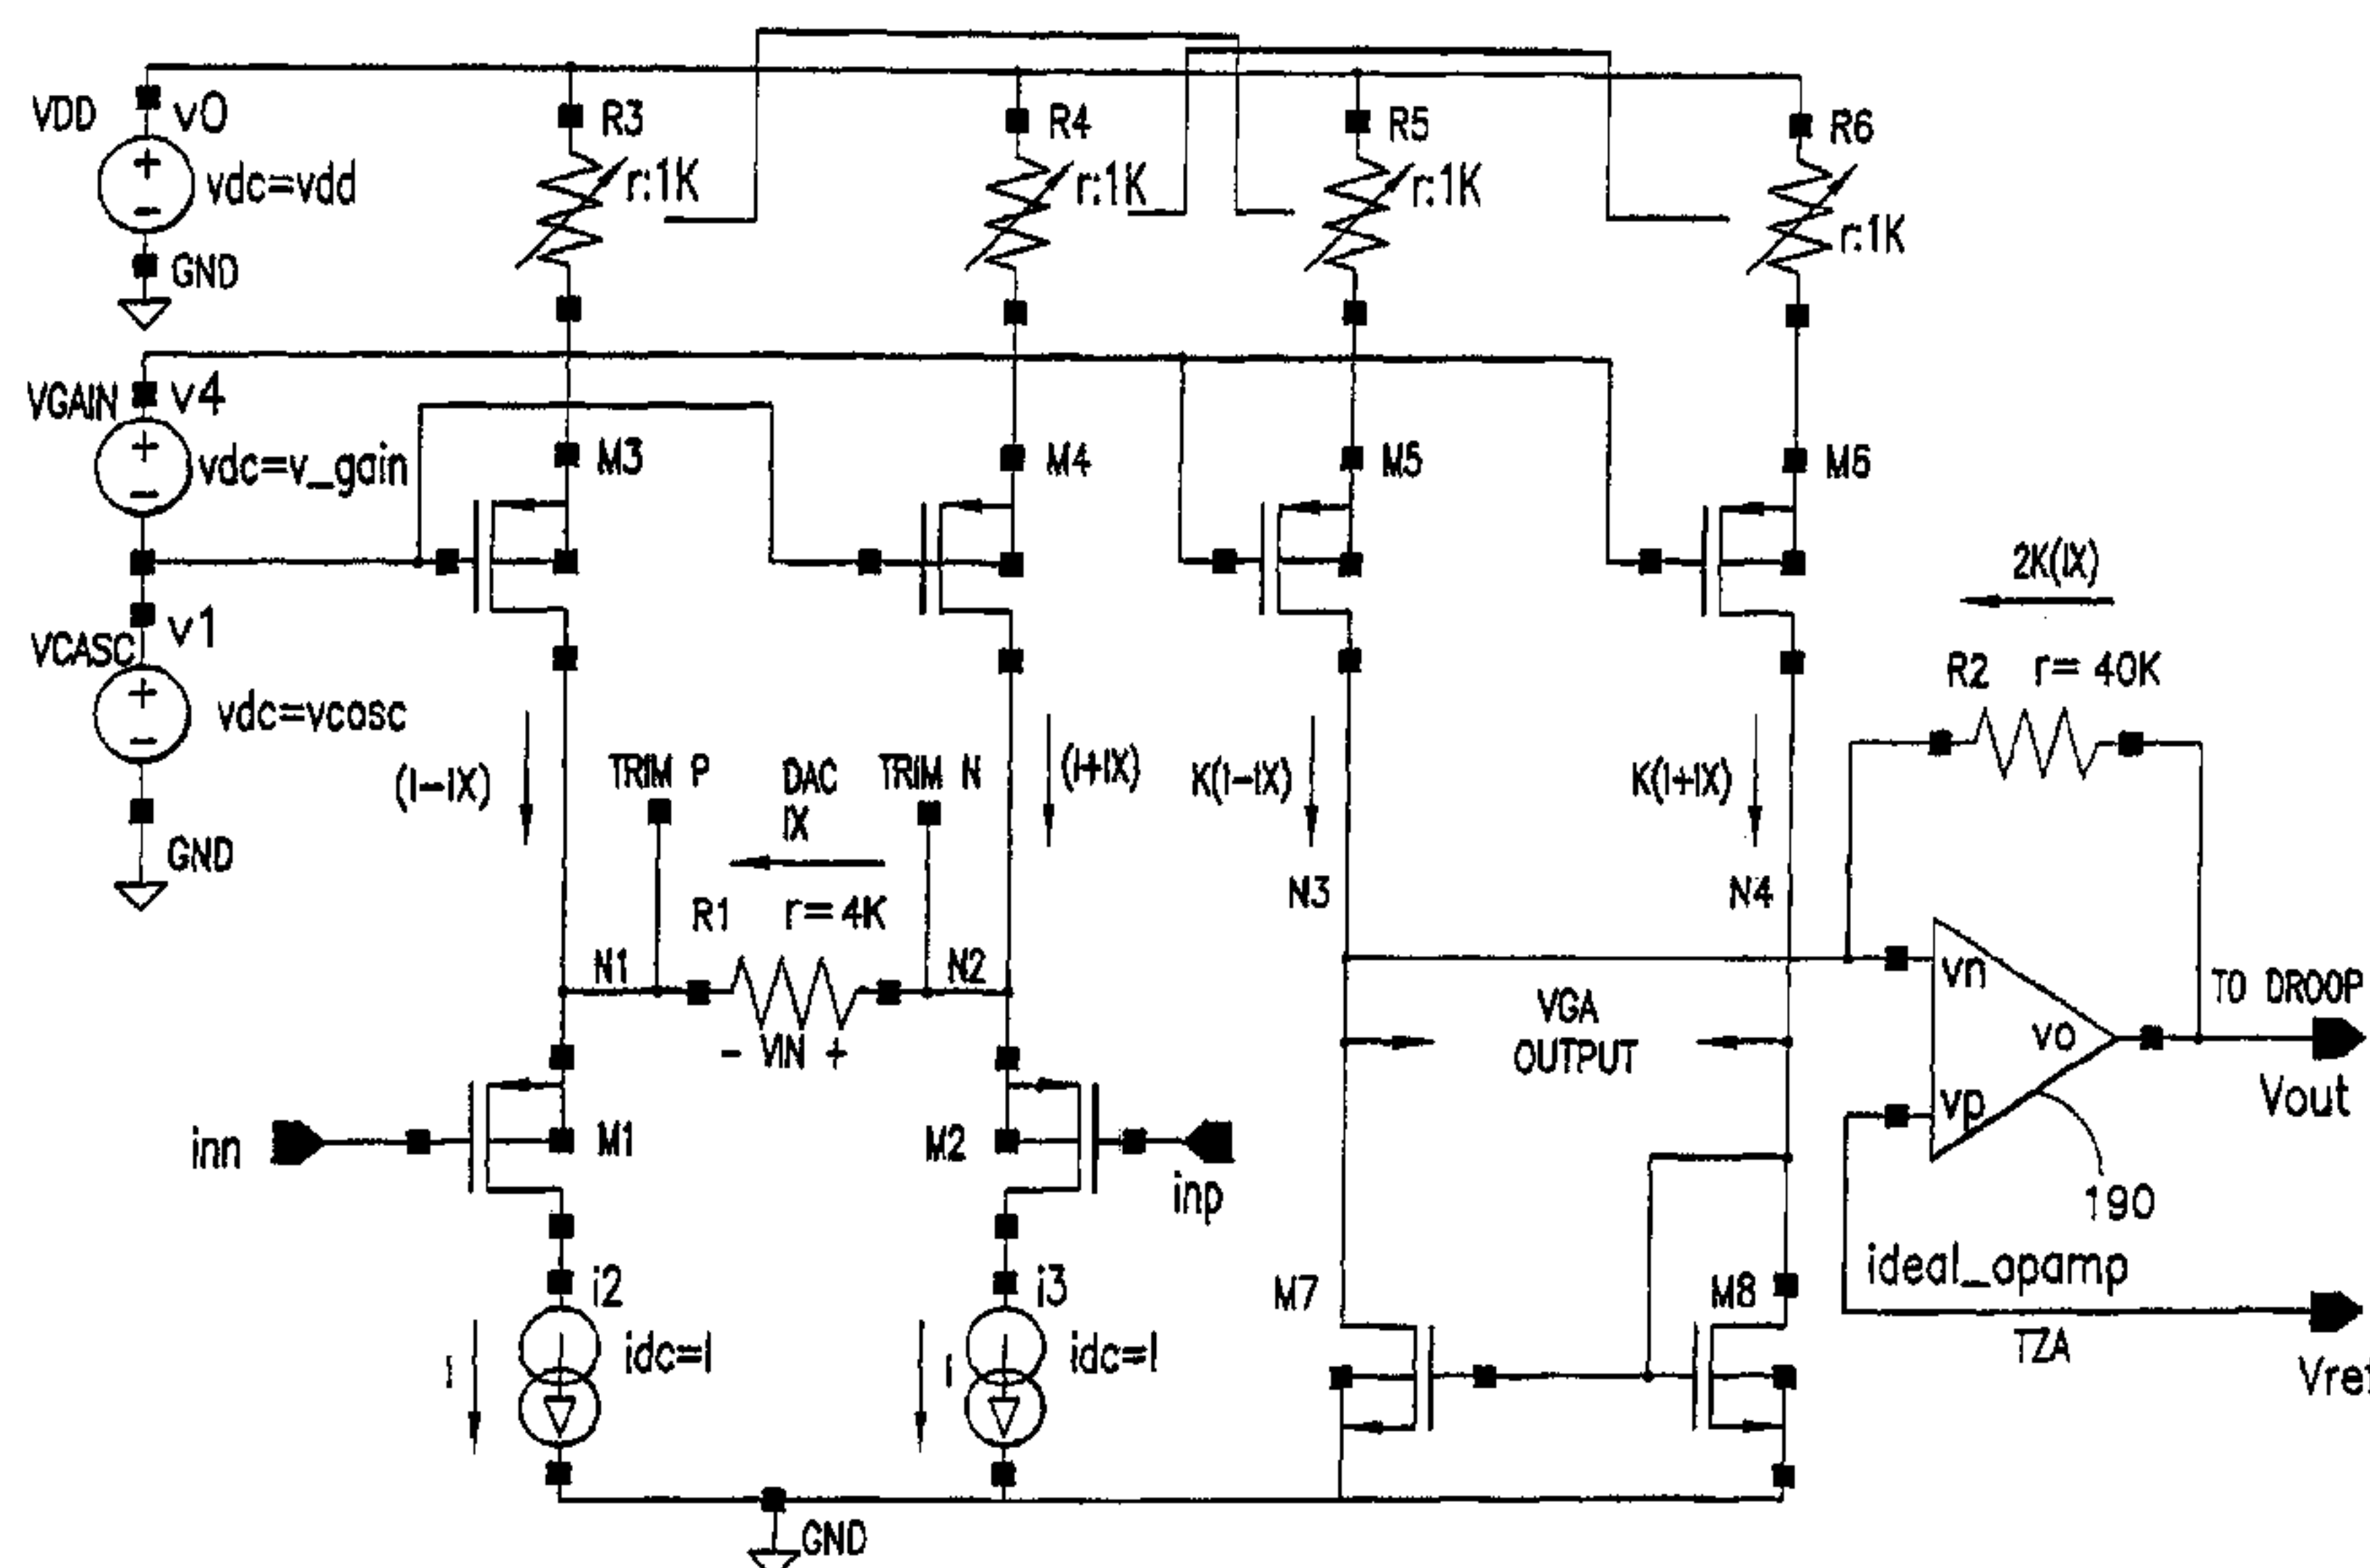 VDD
v0
vdc=vdd
GND
R3
r:1K
R4
r:1K
R5
r:1K
R6
r:1K
VGAIN
v4
vdc=v_gain
M3
M4
M5
M6
VCASC
v1
vdc=vcasc
GND
(I-IX)
TRIM P
DAC
IX
TRIM N
(I+IX)
K(I-IX)
K(I+IX)
2K(IX)
R2
r= 40K
R1
r= 4K
N1
N2
N3
N4
- VIN +
VGA
OUTPUT
vn
vo
vp
TO DROOP
Vout
190
inn
M1
M2
inp
i2
idc=I
I
i3
idc=I
I
M7
M8
ideal_opamp
TZA
GND